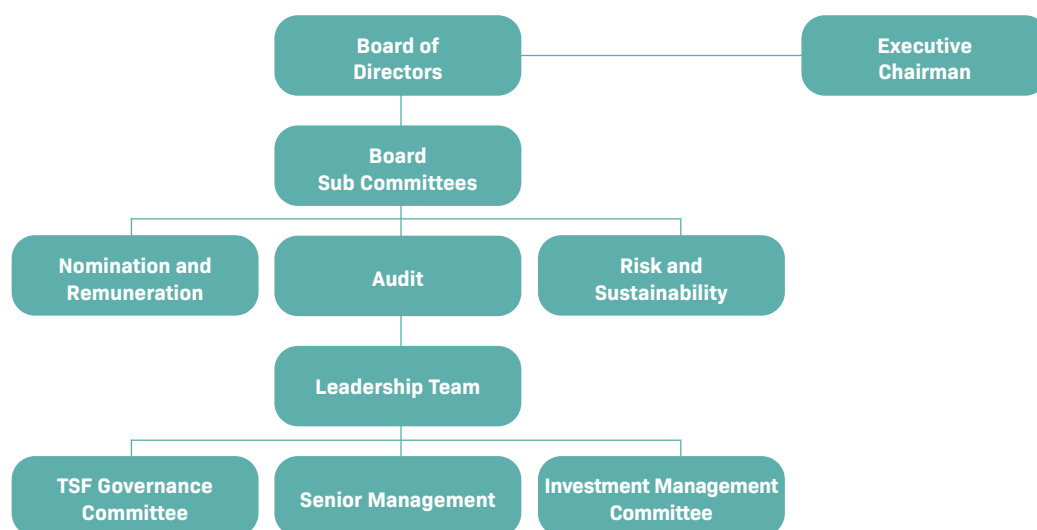 Board of
Directors
Executive
Chairman
Board
Sub Committees
Nomination and
Remuneration
Audit
Risk and
Sustainability
Leadership Team
TSF Governance
Committee
Senior Management
Investment Management
Committee